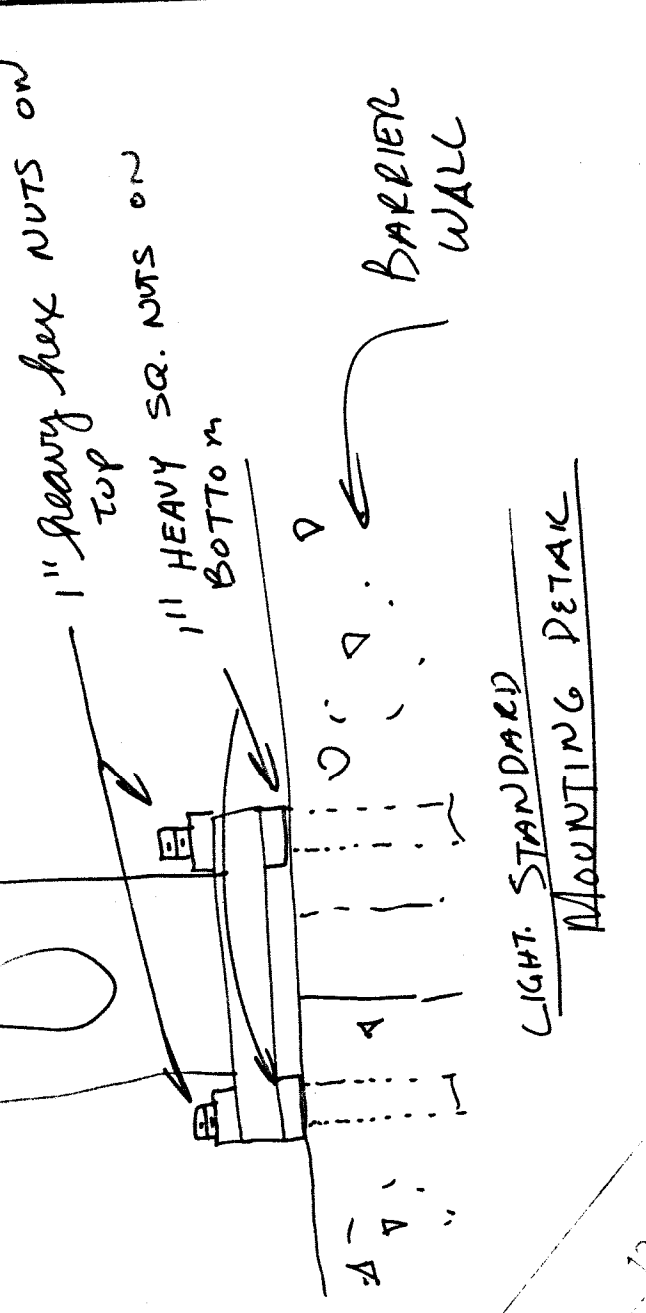 1" heavy hex NUTS on
TOP
1" HEAVY SQ. NUTS ON
BOTTOM
BARRIER
WALL
LIGHT STANDARD
MOUNTING DETAIL